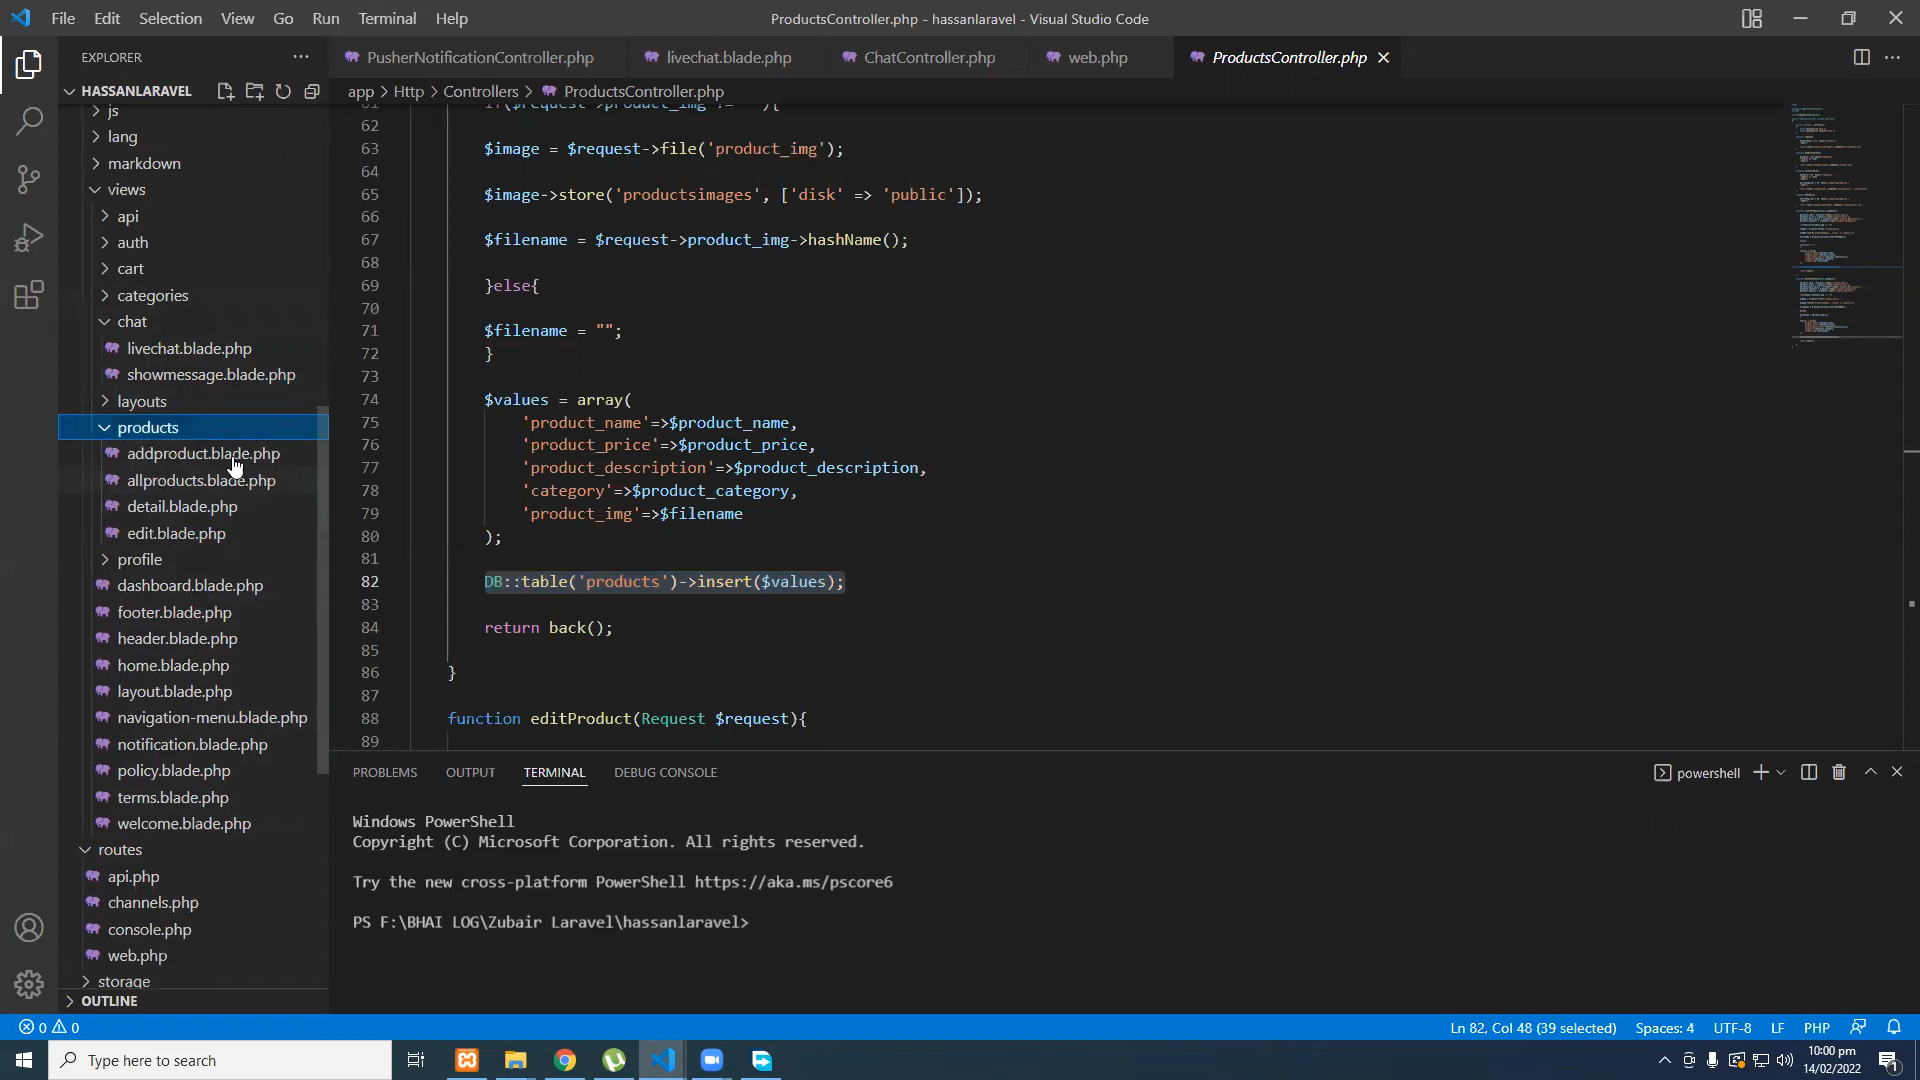 File Edit Selection View Go Run Terminal Help
ProductsController.php - hassanlaravel - Visual Studio Code
EXPLORER
PusherNotificationController.php
livechat.blade.php
ChatController.php
web.php
ProductsController.php
HASSANLARAVEL
app > Http > Controllers > ProductsController.php
js
lang
markdown
views
api
auth
cart
categories
chat
livechat.blade.php
showmessage.blade.php
layouts
products
addproduct.blade.php
allproducts.blade.php
detail.blade.php
edit.blade.php
profile
dashboard.blade.php
footer.blade.php
header.blade.php
home.blade.php
layout.blade.php
navigation-menu.blade.php
notification.blade.php
policy.blade.php
terms.blade.php
welcome.blade.php
routes
api.php
channels.php
console.php
web.php
storage
OUTLINE
62
63 $image = $request->file('product_img');
64
65 $image->store('productsimages', ['disk' => 'public']);
66
67 $filename = $request->product_img->hashName();
68
69 }else{
70
71 $filename = "";
72 }
73
74 $values = array(
75 'product_name'=>$product_name,
76 'product_price'=>$product_price,
77 'product_description'=>$product_description,
78 'category'=>$product_category,
79 'product_img'=>$filename
80 );
81
82 DB::table('products')->insert($values);
83
84 return back();
85
86 }
87
88 function editProduct(Request $request){
89
PROBLEMS OUTPUT TERMINAL DEBUG CONSOLE
powershell
Windows PowerShell
Copyright (C) Microsoft Corporation. All rights reserved.
Try the new cross-platform PowerShell https://aka.ms/pscore6
PS F:\BHAI LOG\Zubair Laravel\hassanlaravel>
0 0
Ln 82, Col 48 (39 selected) Spaces: 4 UTF-8 LF PHP
Type here to search
10:00 pm
14/02/2022
1